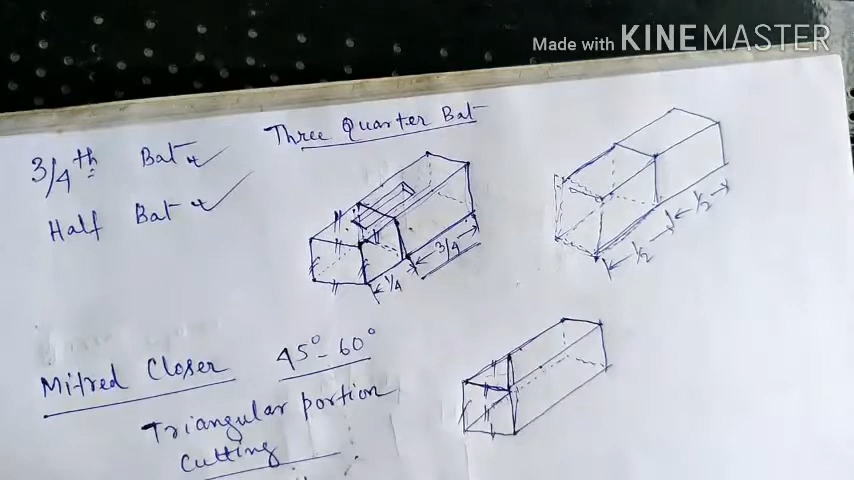 Made with KINEMASTER
3/4th Bat
Three Quarter Bat
Half Bat
1/4
3/4
1/2
1/2
Mitred Closer
45° - 60°
Triangular portion
Cutting